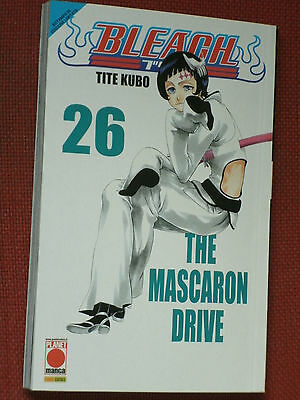 BLEACH
TITE KUBO
26
THE
MASCARON
DRIVE
PLANET
manga